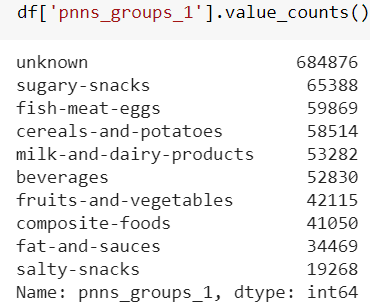 df['pnns_groups_1'].value_counts()
unknown 684876
sugary-snacks 65388
fish-meat-eggs 59869
cereals-and-potatoes 58514
milk-and-dairy-products 53282
beverages 52830
fruits-and-vegetables 42115
composite-foods 41050
fat-and-sauces 34469
salty-snacks 19268
Name: pnns_groups_1, dtype: int64